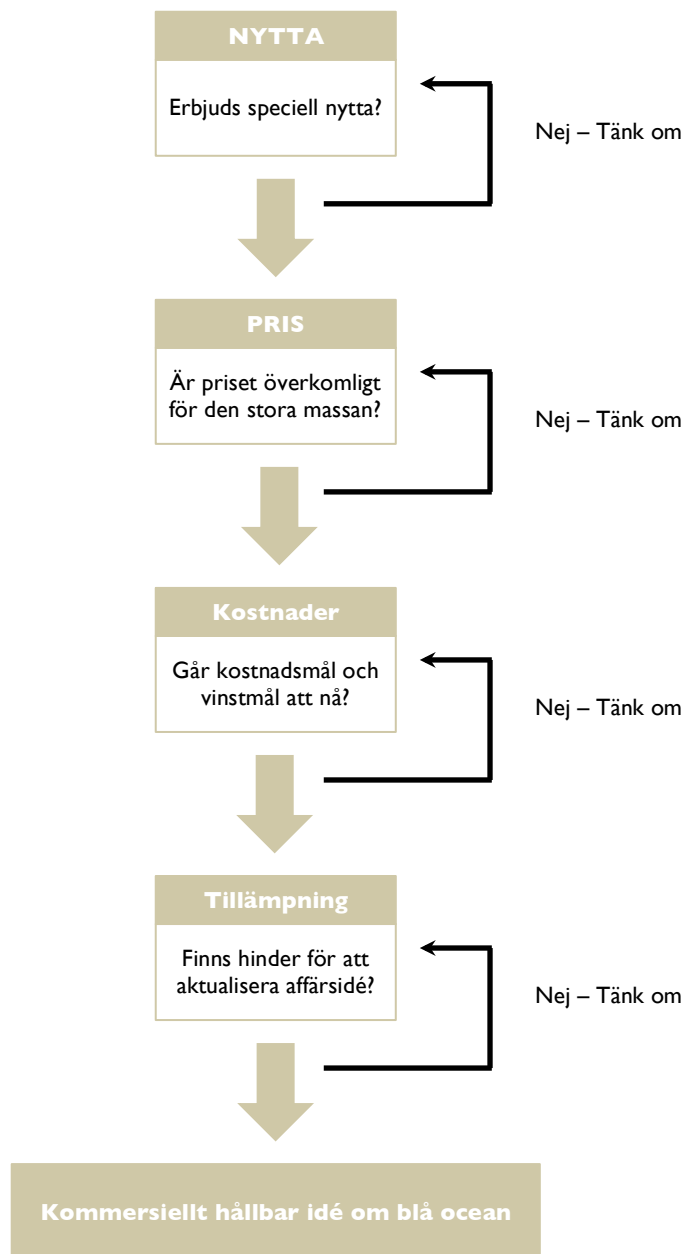 NYTTA
Erbjuds speciell nytta?
Nej – Tänk om
PRIS
Är priset överkomligt
för den stora massan?
Nej – Tänk om
Kostnader
Går kostnadsmål och
vinstmål att nå?
Nej – Tänk om
Tillämpning
Finns hinder för att
aktualisera affärsidé?
Nej – Tänk om
Kommersiellt hållbar idé om blå ocean